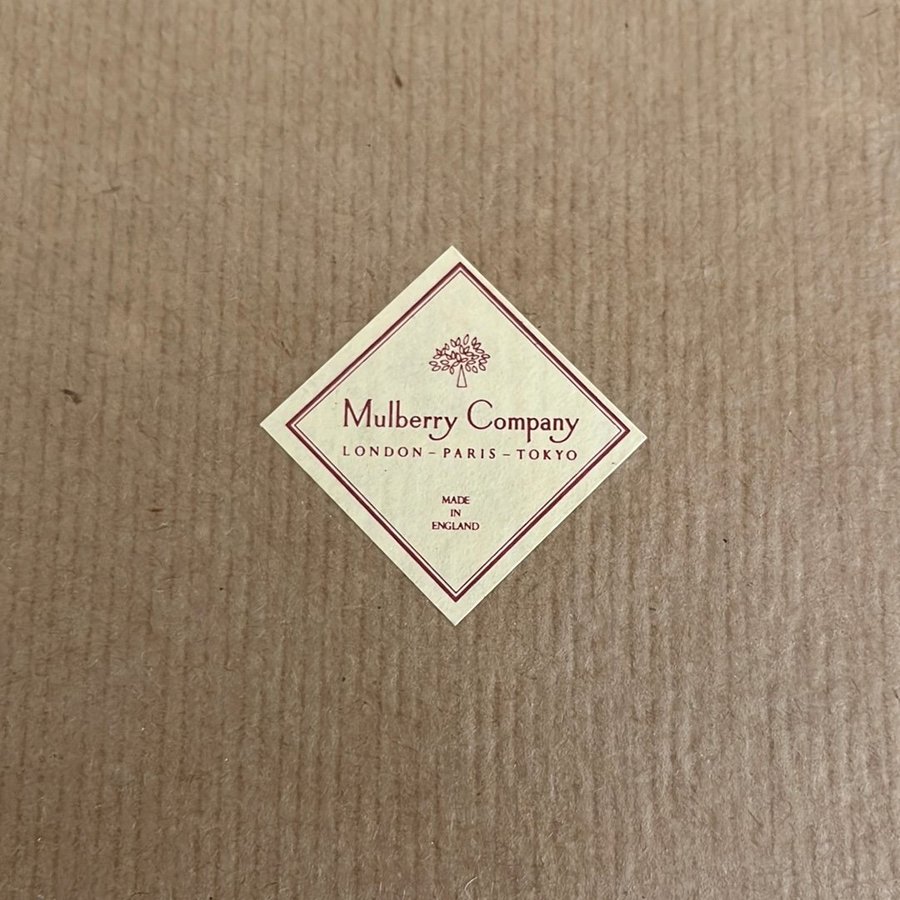 Mulberry Company
LONDON – PARIS – TOKYO
MADE
IN
ENGLAND